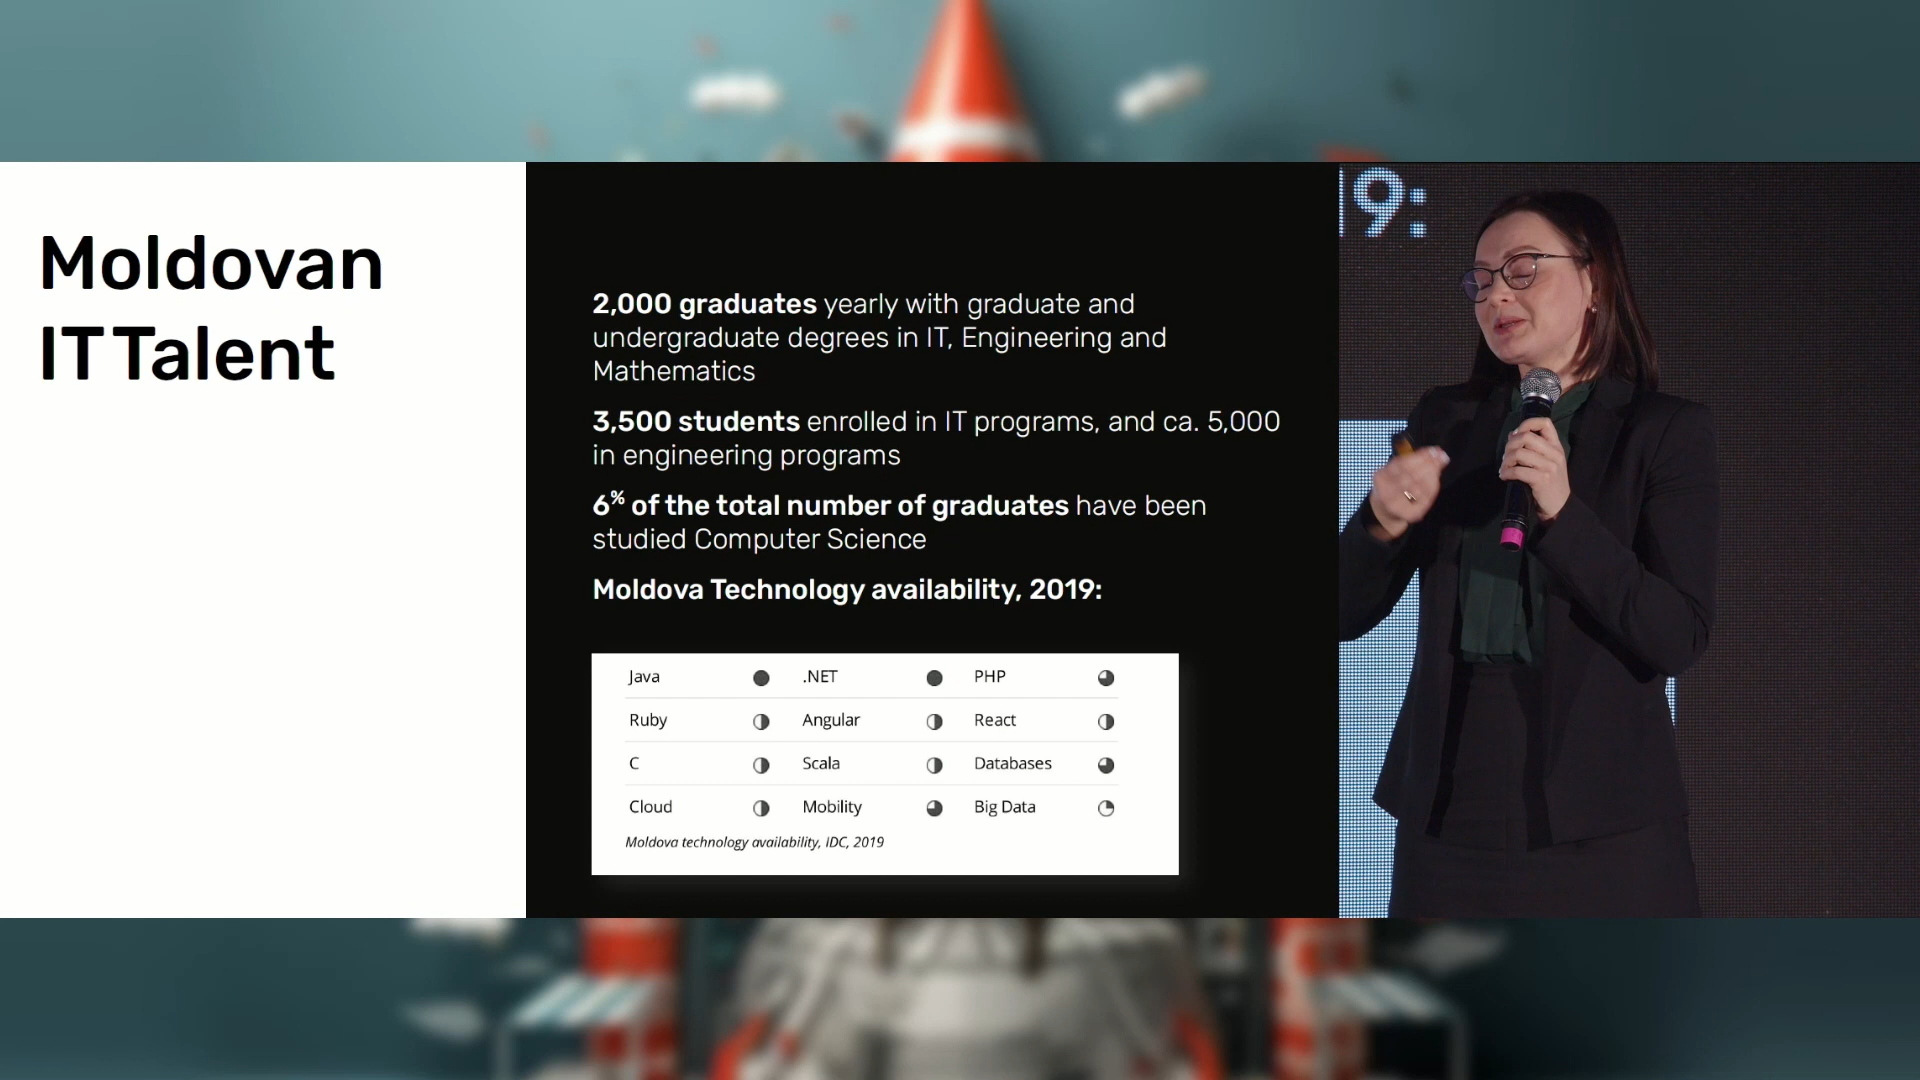 Moldovan
IT Talent
2,000 graduates yearly with graduate and
undergraduate degrees in IT, Engineering and
Mathematics
3,500 students enrolled in IT programs, and ca. 5,000
in engineering programs
6% of the total number of graduates have been
studied Computer Science
Moldova Technology availability, 2019:
Java .NET PHP
Ruby Angular React
C Scala Databases
Cloud Mobility Big Data
Moldova technology availability, IDC, 2019
19: